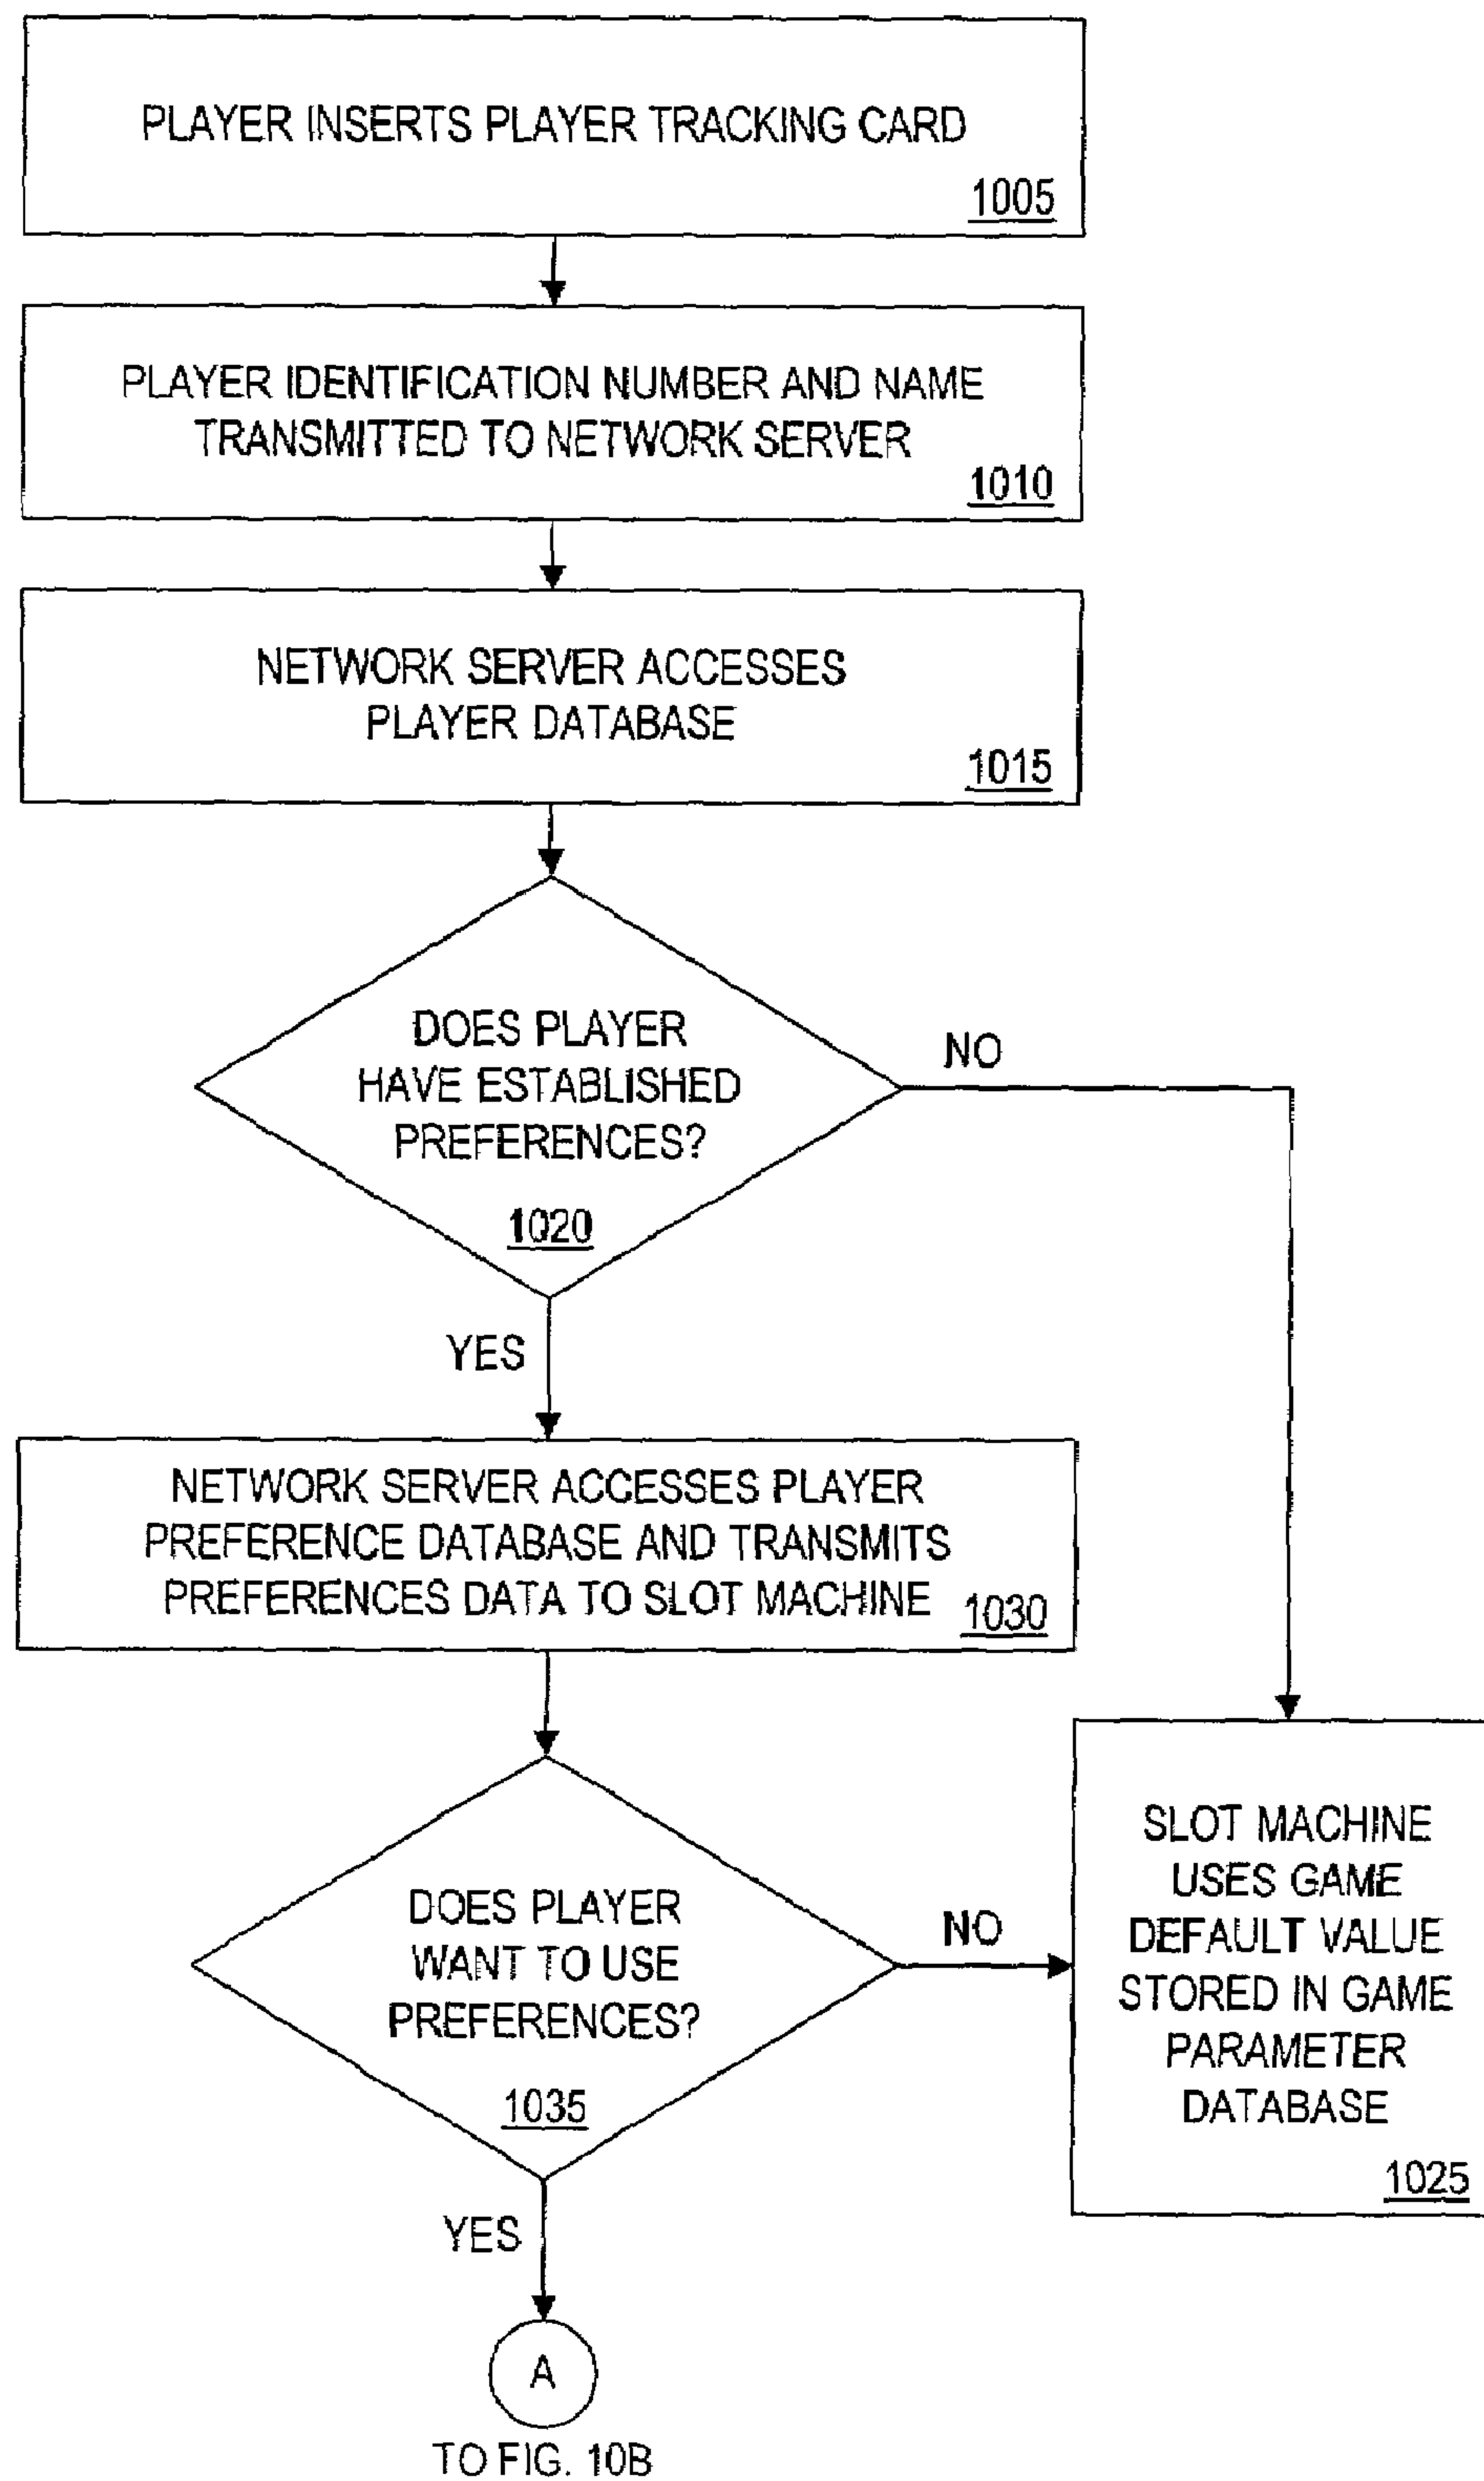 PLAYER INSERTS PLAYER TRACKING CARD
1005
PLAYER IDENTIFICATION NUMBER AND NAME
TRANSMITTED TO NETWORK SERVER
1010
NETWORK SERVER ACCESSES
PLAYER DATABASE
1015
DOES PLAYER
HAVE ESTABLISHED
PREFERENCES?
1020
NO
YES
NETWORK SERVER ACCESSES PLAYER
PREFERENCE DATABASE AND TRANSMITS
PREFERENCES DATA TO SLOT MACHINE
1030
DOES PLAYER
WANT TO USE
PREFERENCES?
1035
NO
YES
SLOT MACHINE
USES GAME
DEFAULT VALUE
STORED IN GAME
PARAMETER
DATABASE
1025
A
TO FIG. 10B